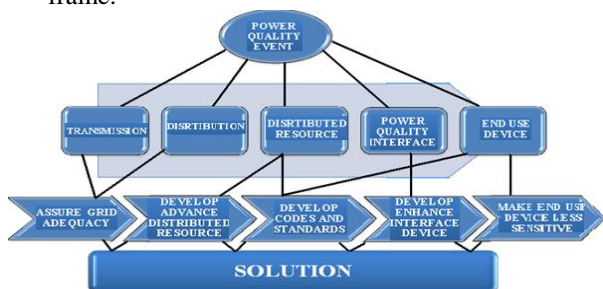 frame.
POWER
QUALITY
EVENT
TRANSMISSION
DISRTIBUTION
DISRTIBUTED
RESOURCE
POWER
QUALITY
INTERFACE
END USE
DEVICE
ASSURE GRID
ADEQUACY
DEVELOP
ADVANCE
DISTRIBUTED
RESOURCE
DEVELOP
CODES AND
STANDARDS
DEVELOP
ENHANCE
INTERFACE
DEVICE
MAKE END USE
DEVICE LESS
SENSITIVE
SOLUTION